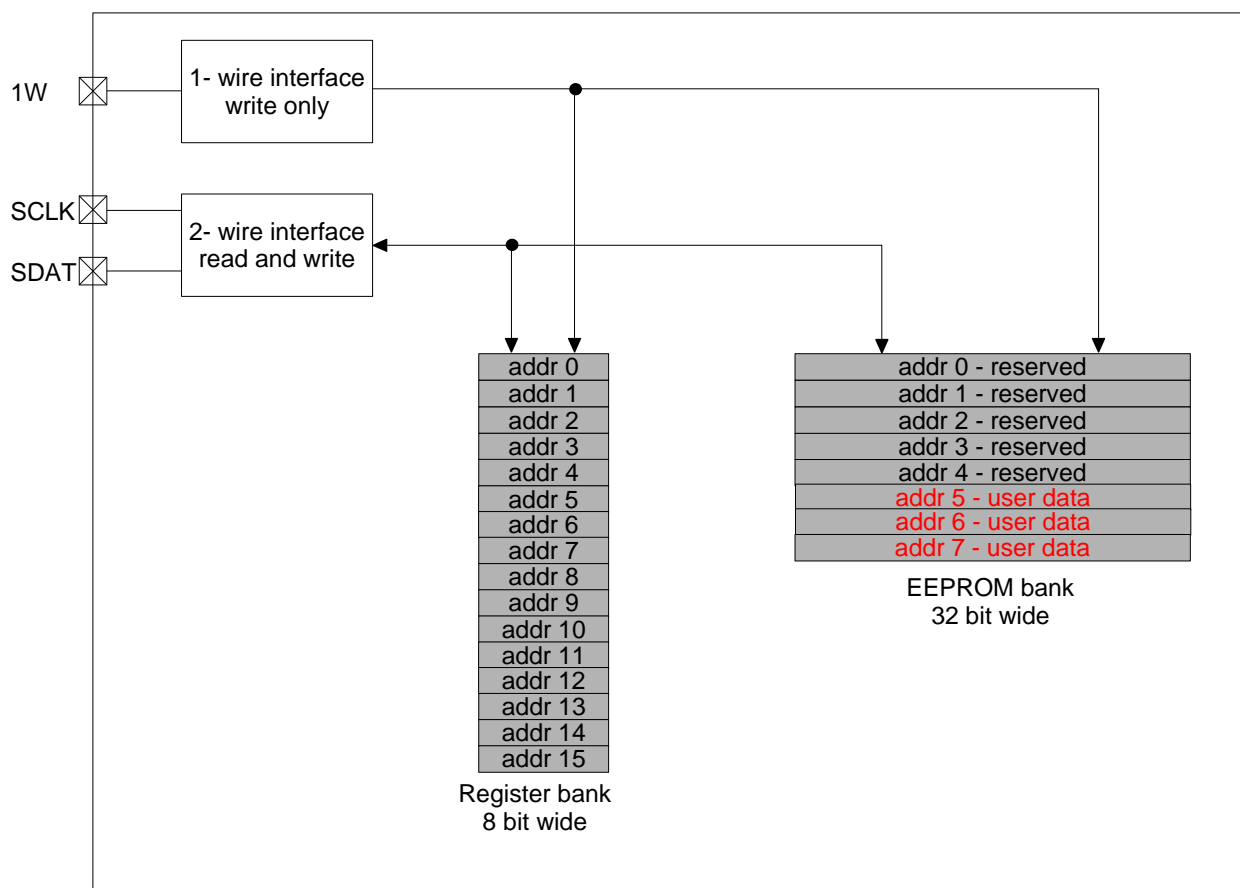 1W
1- wire interface
write only
SCLK
2- wire interface
read and write
SDAT
addr 0
addr 1
addr 2
addr 3
addr 4
addr 5
addr 6
addr 7
addr 8
addr 9
addr 10
addr 11
addr 12
addr 13
addr 14
addr 15
Register bank
8 bit wide
addr 0 - reserved
addr 1 - reserved
addr 2 - reserved
addr 3 - reserved
addr 4 - reserved
addr 5 - user data
addr 6 - user data
addr 7 - user data
EEPROM bank
32 bit wide